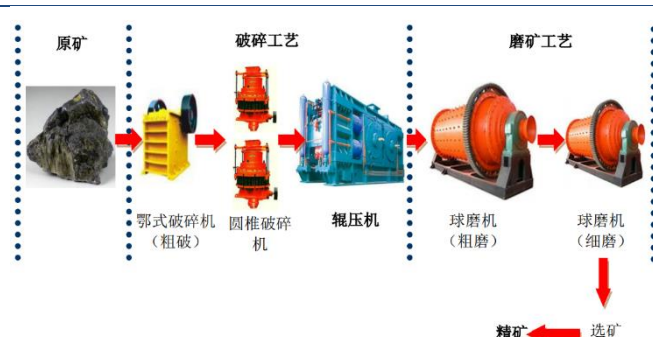 原矿
破碎工艺
磨矿工艺
鄂式破碎机
（粗破）
圆椎破碎
机
辊压机
球磨机
（粗磨）
球磨机
（细磨）
精矿
选矿